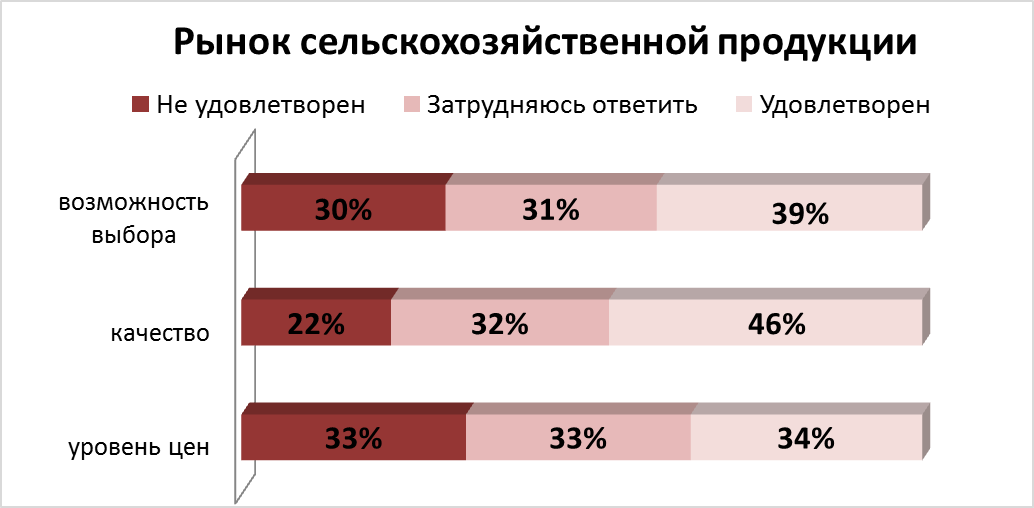 Рынок сельскохозяйственной продукции
Не удовлетворен Затрудняюсь ответить Удовлетворен
возможность
выбора
30% 31% 39%
качество
22% 32% 46%
уровень цен
33% 33% 34%